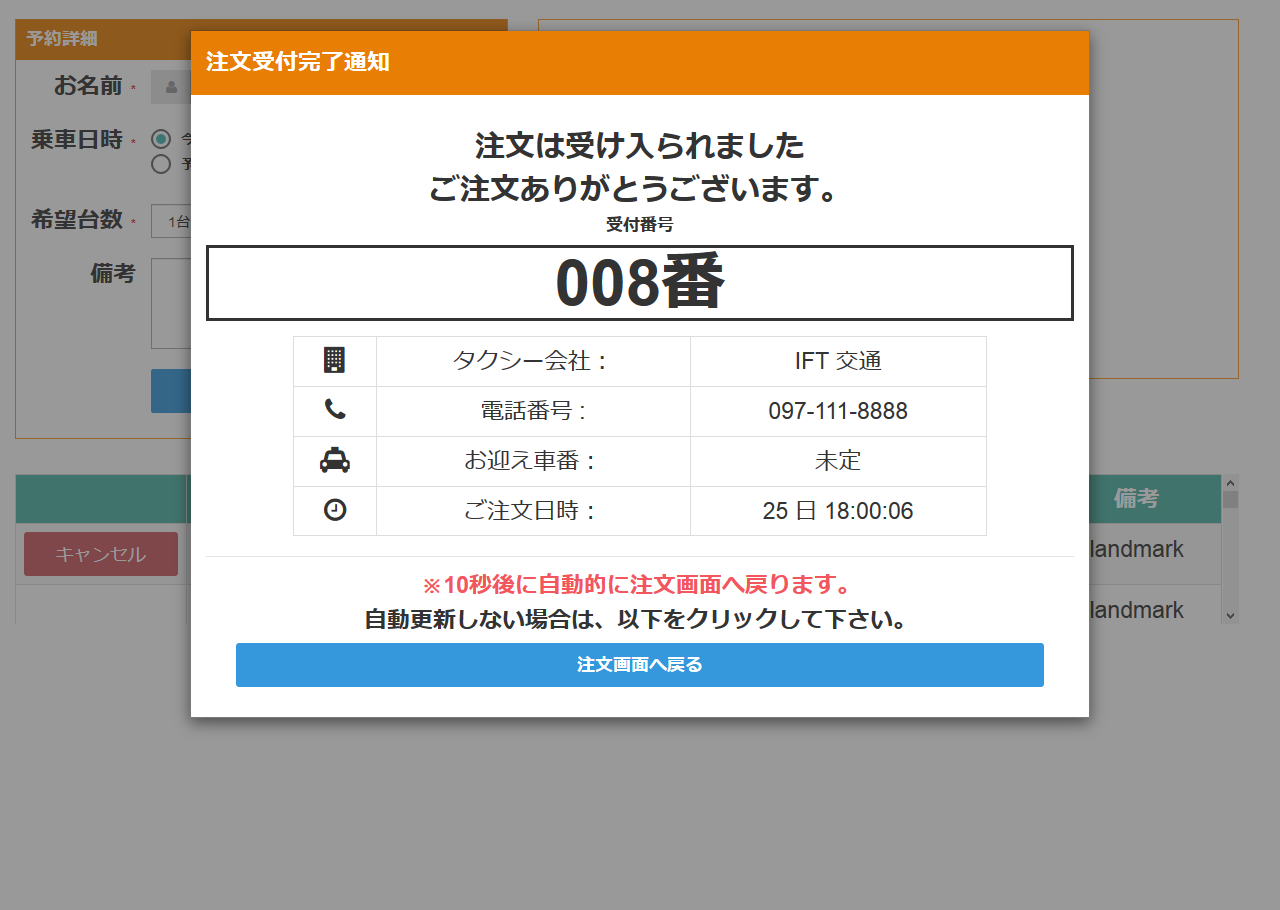 予約詳細
お名前 *
乗車日時 *
希望台数 * 1台
備考
注文受付完了通知
注文は受け入れました
ご注文ありがとうございます。
受付番号
008番
タクシー会社： IFT 交通
電話番号 : 097-111-8888
お迎え車番： 未定
ご注文日時： 25 日 18:00:06
※10秒後に自動的に注文画面へ戻ります。
自動更新しない場合は、以下をクリックして下さい。
注文画面へ戻る
備考
キャンセル landmark
landmark